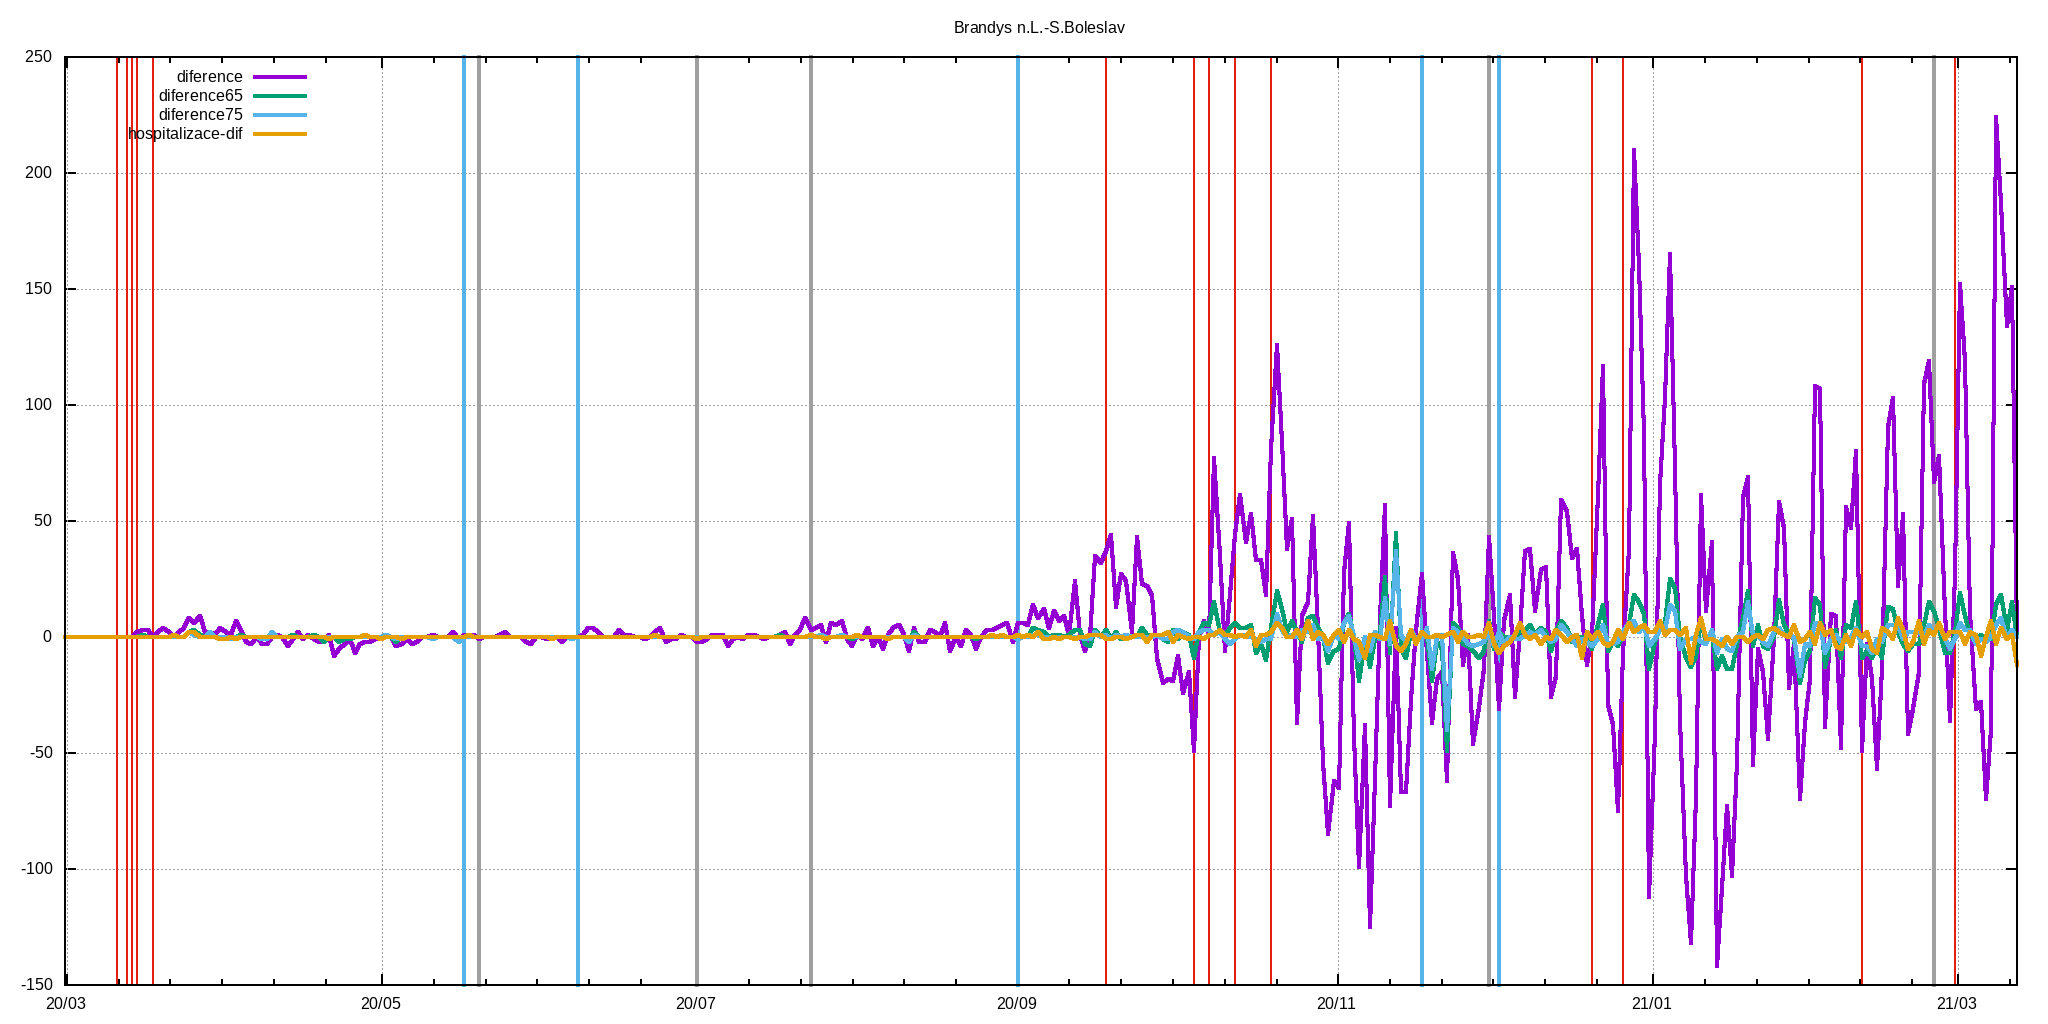 Brandys n.L.-S.Boleslav
250
200
150
100
50
0
-50
-100
-150
diference
diference65
diference75
hospitalizace-dif
20/03 20/05 20/07 20/09 20/11 21/01 21/03